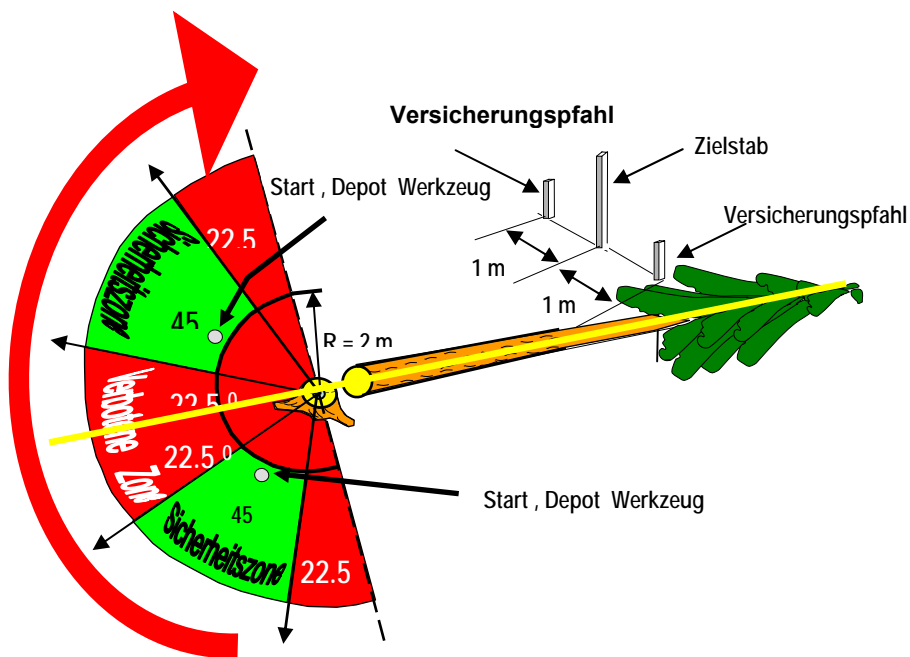 Versicherungspfahl
Zielstab
Start , Depot Werkzeug
Versicherungspfahl
22.5
Sicherheitszone
1 m
1 m
45
R = 2 m
Verbotene Zone
22.5 0
22.5 0
Start , Depot Werkzeug
45
Sicherheitszone
22.5